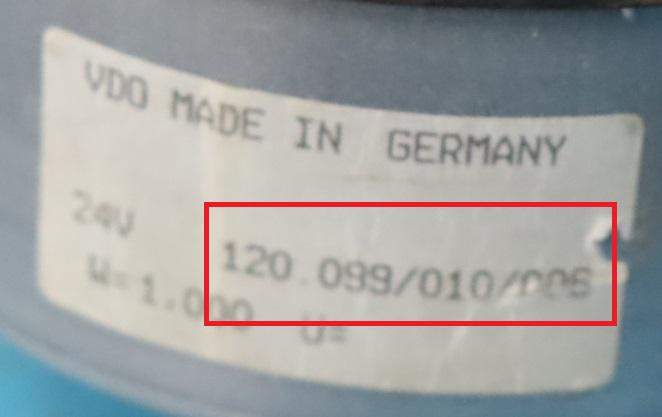 VDO MADE IN GERMANY
24V
120.099/010/
W=1.000 U=